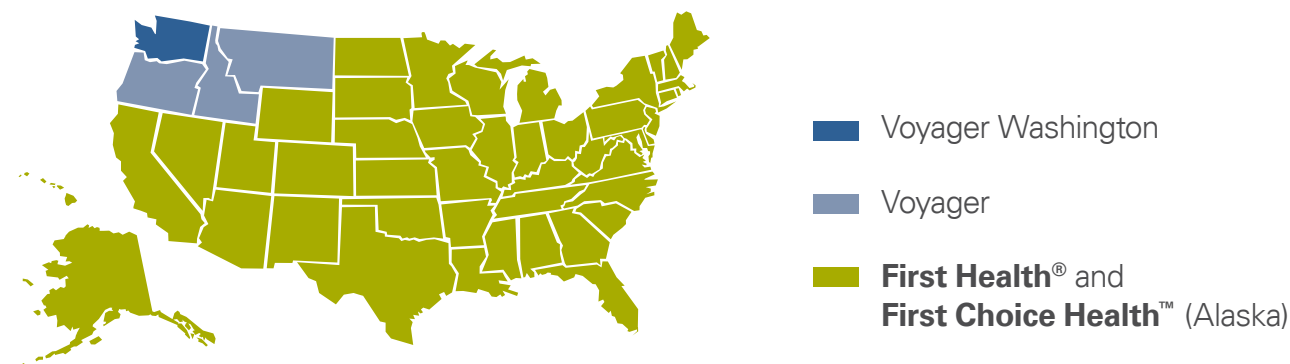 Voyager Washington
Voyager
First Health® and
First Choice Health™ (Alaska)